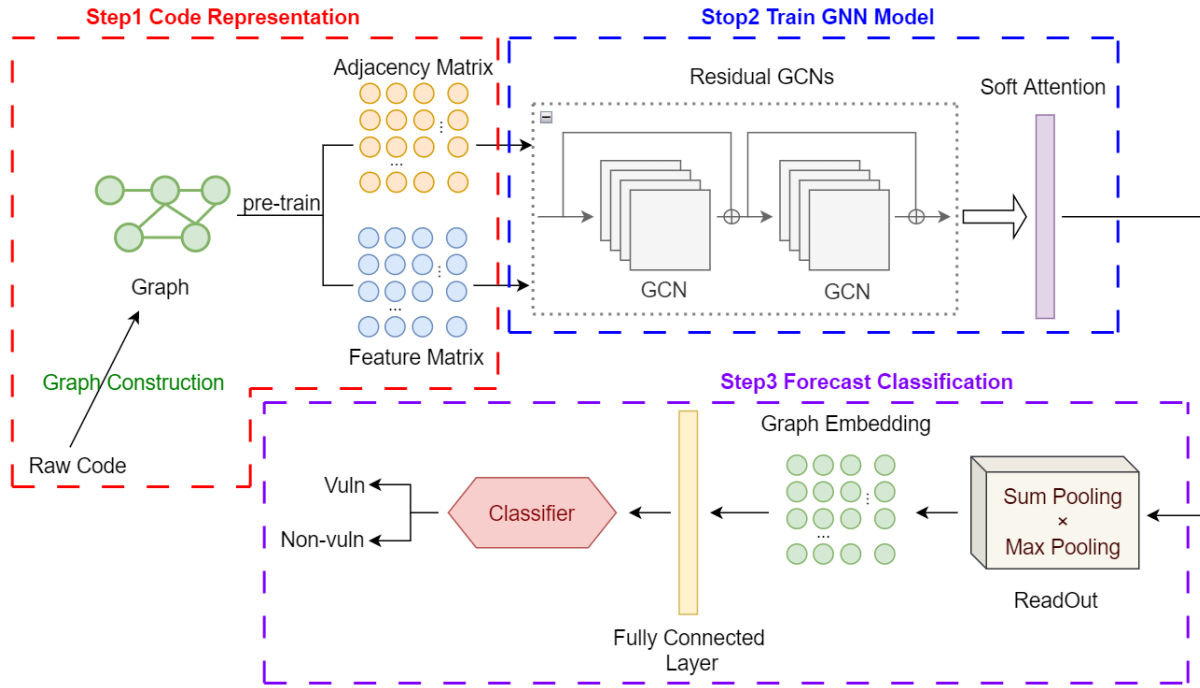 Step1 Code Representation
Adjacency Matrix
...
...
pre-train
Graph
...
...
Feature Matrix
Graph Construction
Raw Code
Stop2 Train GNN Model
Residual GCNs
Soft Attention
GCN
GCN
Step3 Forecast Classification
Graph Embedding
...
...
Sum Pooling
×
Max Pooling
ReadOut
Fully Connected
Layer
Classifier
Vuln
Non-vuln